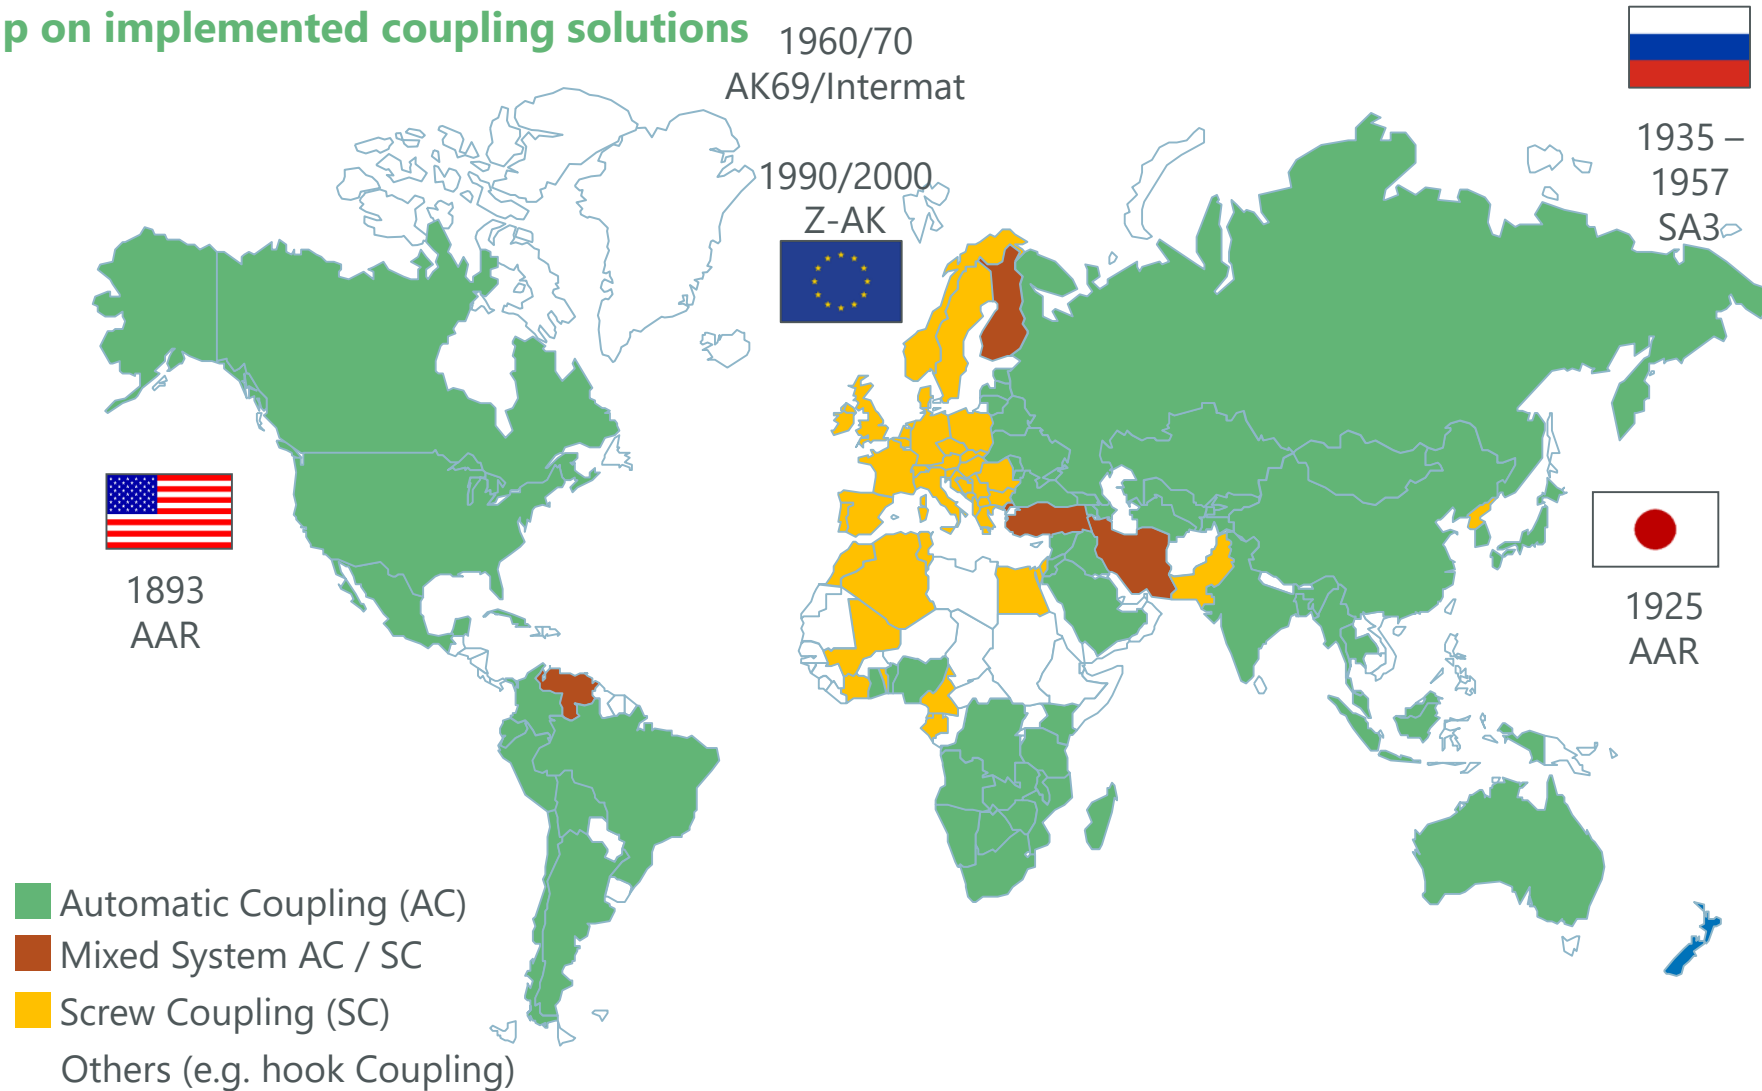 p on implemented coupling solutions
1960/70
AK69/Intermat
1990/2000
Z-AK
1935 –
1957
SA3
1893
AAR
1925
AAR
Automatic Coupling (AC)
Mixed System AC / SC
Screw Coupling (SC)
Others (e.g. hook Coupling)